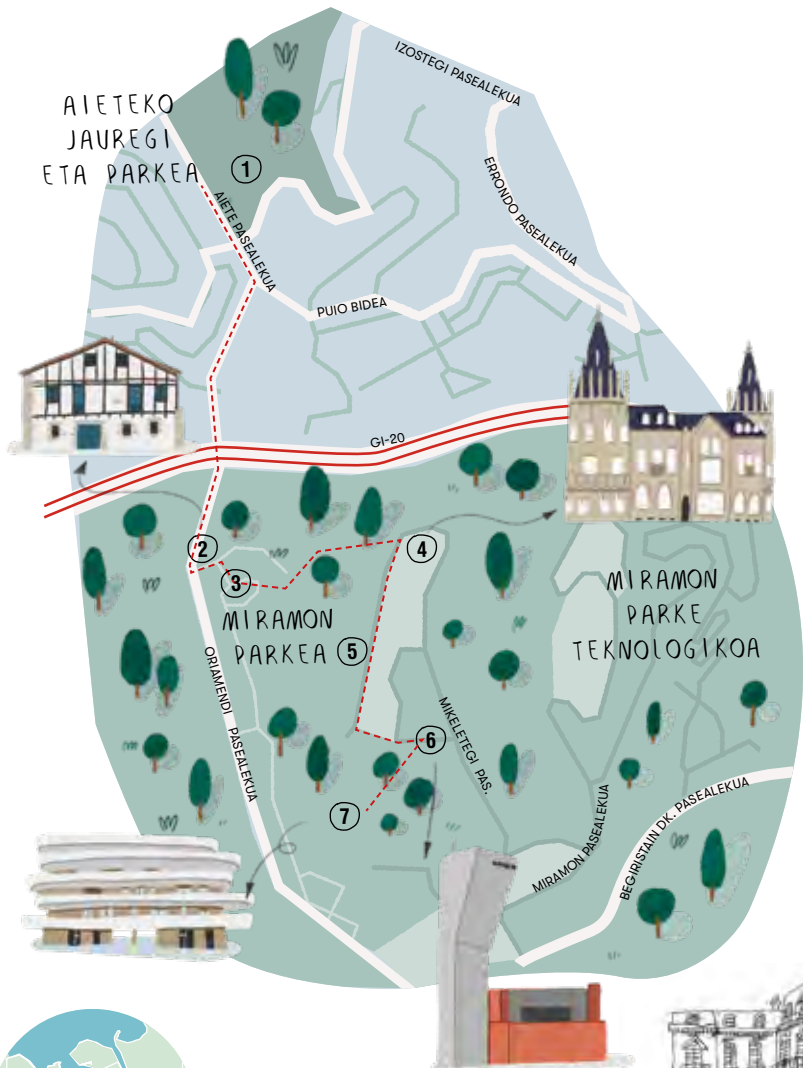 IZOSTEGI PASEALEKUA
AIETEKO
JAUREGI
ETA PARKEA
1
AIETE PASEALEKUA
ERRONDO PASEALEKUA
PUIO BIDEA
GI-20
2
3
4
MIRAMON
PARKEA
5
MIRAMON
PARKE
TEKNOLOGIKOA
ORIAMENDI PASEALEKUA
MIKELETEGI PAS.
6
7
MIRAMON PASEALEKUA
BEGIRISTAIN DK. PASEALEKUA